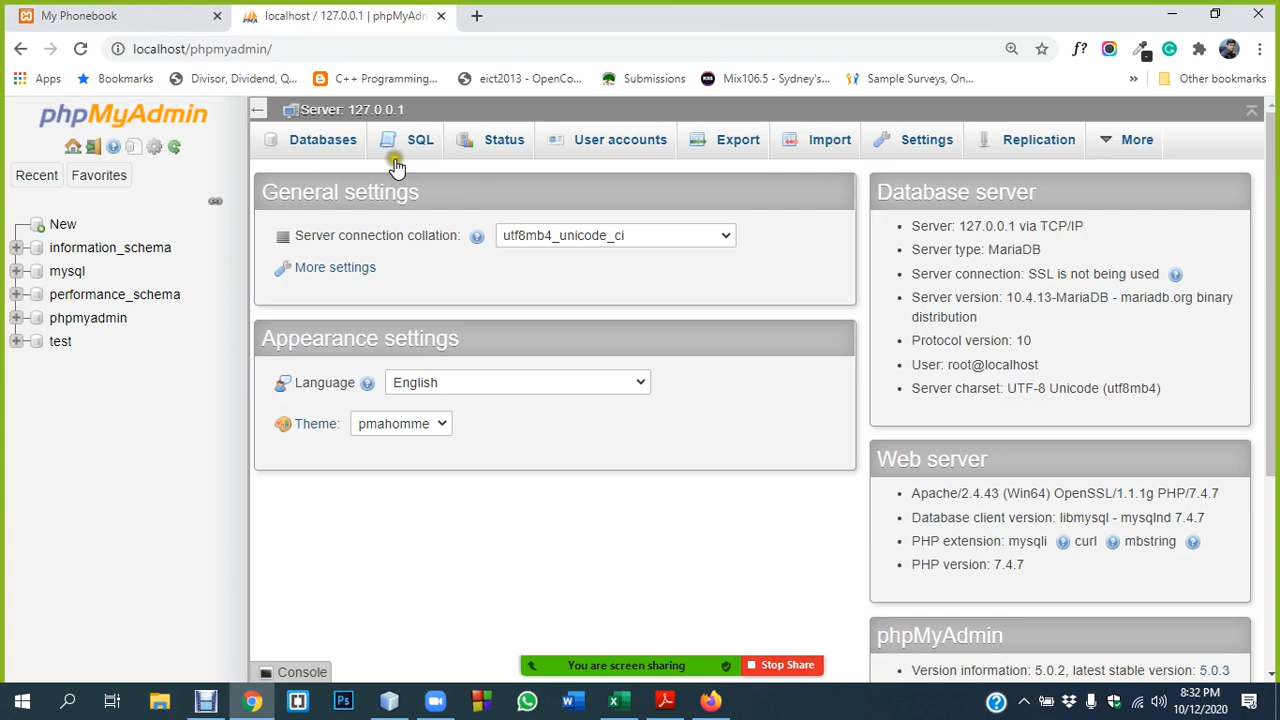 My Phonebook
localhost / 127.0.0.1 | phpMyAdn
localhost/phpmyadmin/
f?
Apps
Bookmarks
Divisor, Dividend, Q...
C++ Programming...
eict2013 - OpenCo...
Submissions
Mix106.5 - Sydney's...
Sample Surveys, On...
»
Other bookmarks
phpMyAdmin
Recent
Favorites
New
information_schema
mysql
performance_schema
phpmyadmin
test
Server: 127.0.0.1
Databases
SQL
Status
User accounts
Export
Import
Settings
Replication
More
General settings
Server connection collation:
utf8mb4_unicode_ci
More settings
Appearance settings
Language
English
Theme:
pmahomme
Database server
Server: 127.0.0.1 via TCP/IP
Server type: MariaDB
Server connection: SSL is not being used
Server version: 10.4.13-MariaDB - mariadb.org binary
distribution
Protocol version: 10
User: root@localhost
Server charset: UTF-8 Unicode (utf8mb4)
Web server
Apache/2.4.43 (Win64) OpenSSL/1.1.1g PHP/7.4.7
Database client version: libmysql - mysqlnd 7.4.7
PHP extension: mysqli curl mbstring
PHP version: 7.4.7
phpMyAdmin
Version information: 5.0.2, latest stable version: 5.0.3
Console
You are screen sharing
Stop Share
8:32 PM
10/12/2020